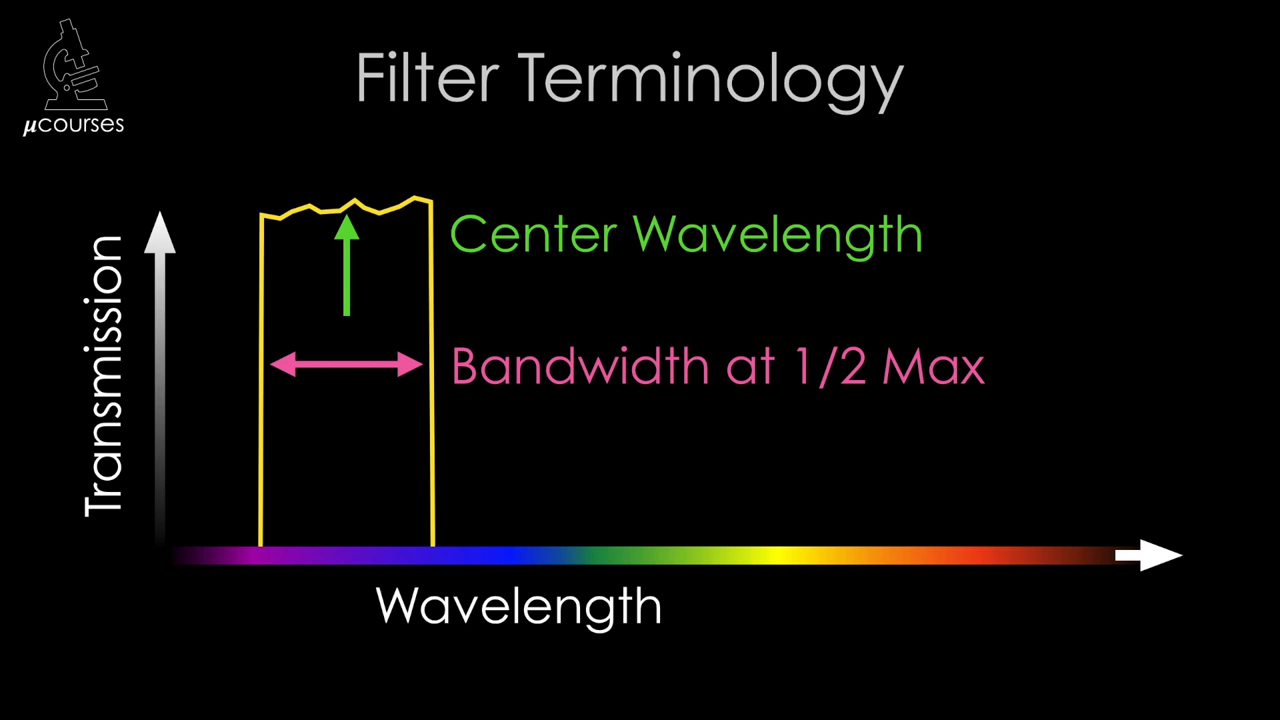 Filter Terminology
µcourses
Center Wavelength
Transmission
Bandwidth at 1/2 Max
Wavelength